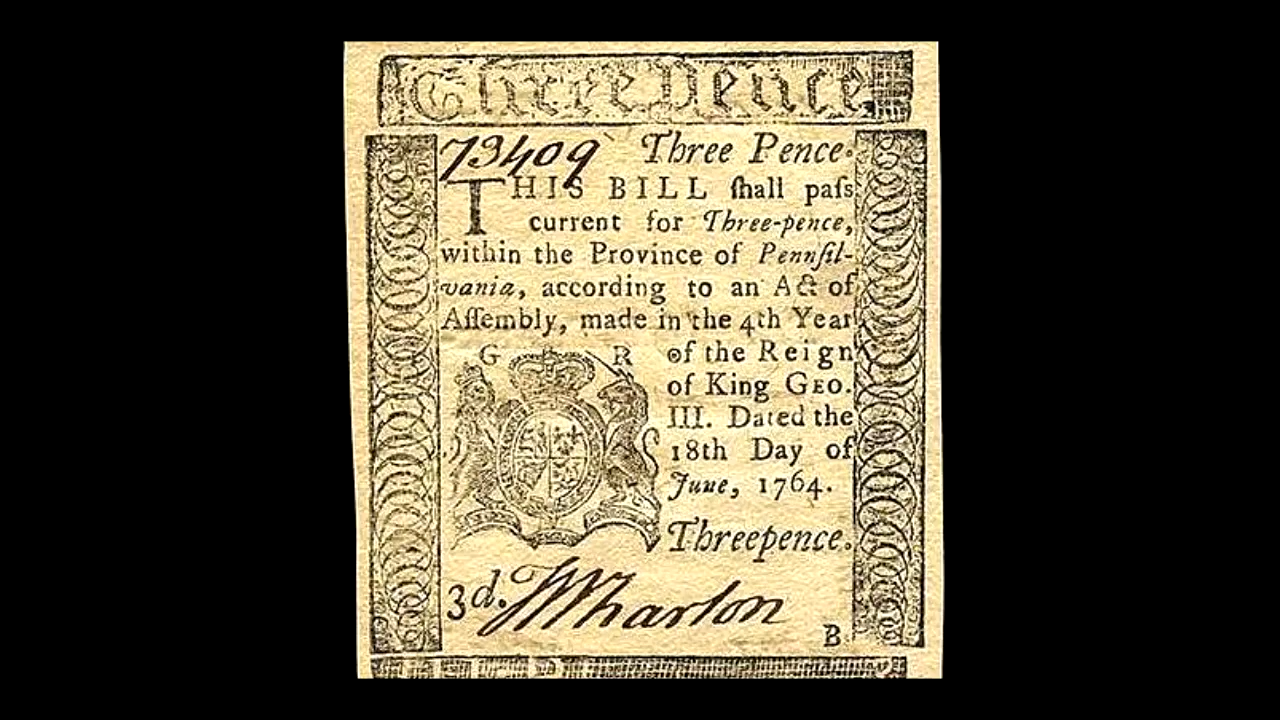 Three Pence
73409 Three Pence.
THIS BILL ſhall paſs
current for Three-pence,
within the Province of Pennſil-
vania, according to an Act of
Aſſembly, made in the 4th Year
G R of the Reign
of King GEO.
III. Dated the
18th Day of
June, 1764.
Threepence.
3d. Wharton
B